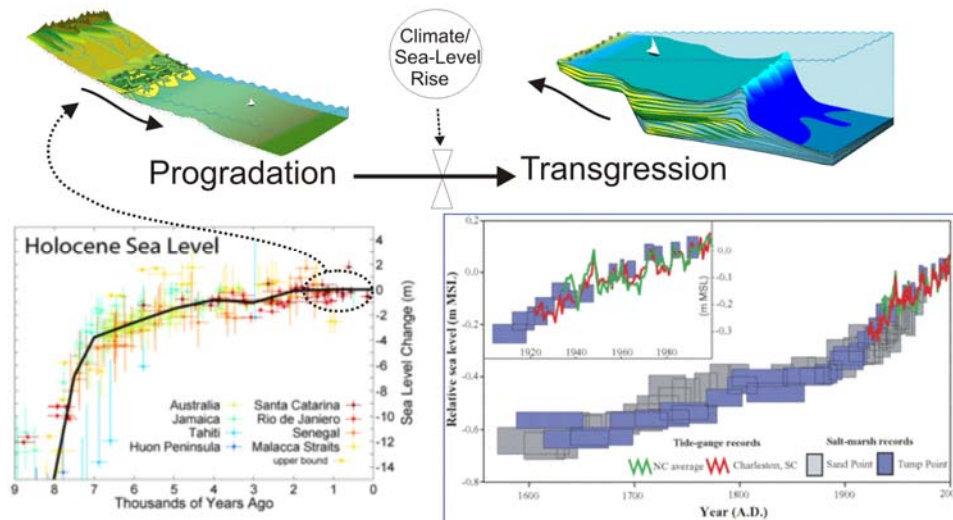 Climate/
Sea-Level
Rise
Progradation
Transgression
Holocene Sea Level
4
2
0
-2
-4
-6
-8
-10
-12
-14
Sea Level Change (m)
Australia
Jamaica
Tahiti
Huon Peninsula
Santa Catarina
Rio de Janiero
Senegal
Malacca Straits
upper bound
9 8 7 6 5 4 3 2 1 0
Thousands of Years Ago
0.2
0.0
-0.2
-0.4
-0.6
-0.8
Relative sea level (m MSL)
0.0
-0.1
-0.2
-0.3
(m MSL)
1920 1940 1960 1980
Tide-gauge records
NC average
Charleston, SC
Salt-marsh records
Sand Point
Tump Point
1600 1700 1800 1900 200
Year (A.D.)